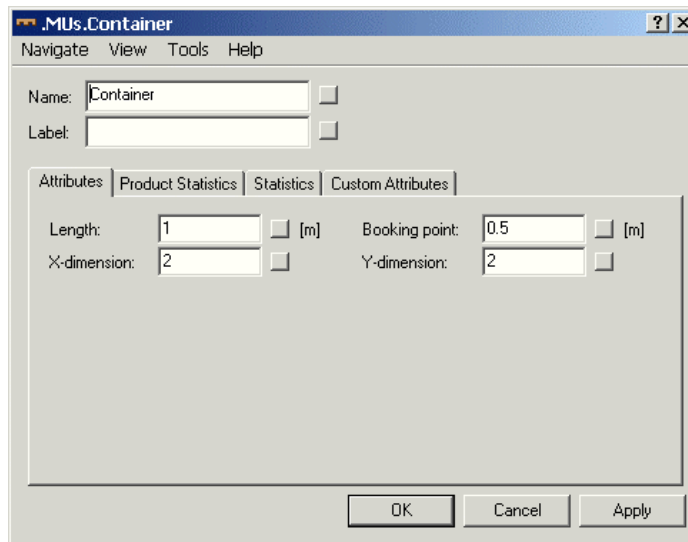 .MUs.Container
Navigate View Tools Help
Name: Container
Label:
Attributes Product Statistics Statistics Custom Attributes
Length: 1 [m] Booking point: 0.5 [m]
X-dimension: 2 Y-dimension: 2
OK Cancel Apply